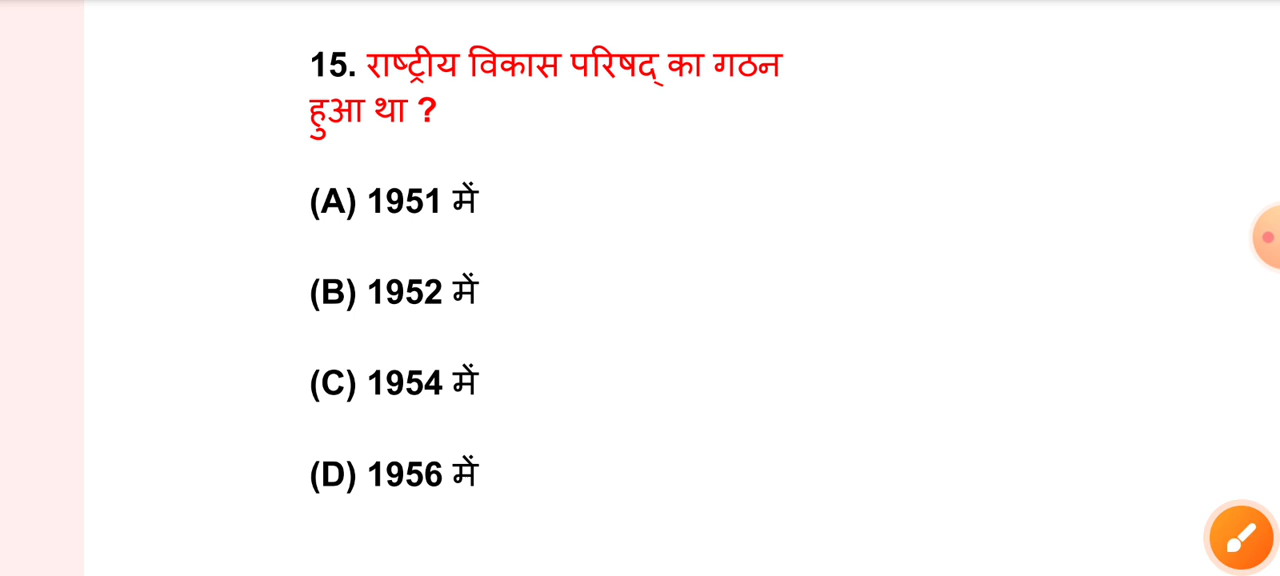 15. राष्ट्रीय विकास परिषद् का गठन
हुआ था ?
(A) 1951 में
(B) 1952 में
(C) 1954 में
(D) 1956 में